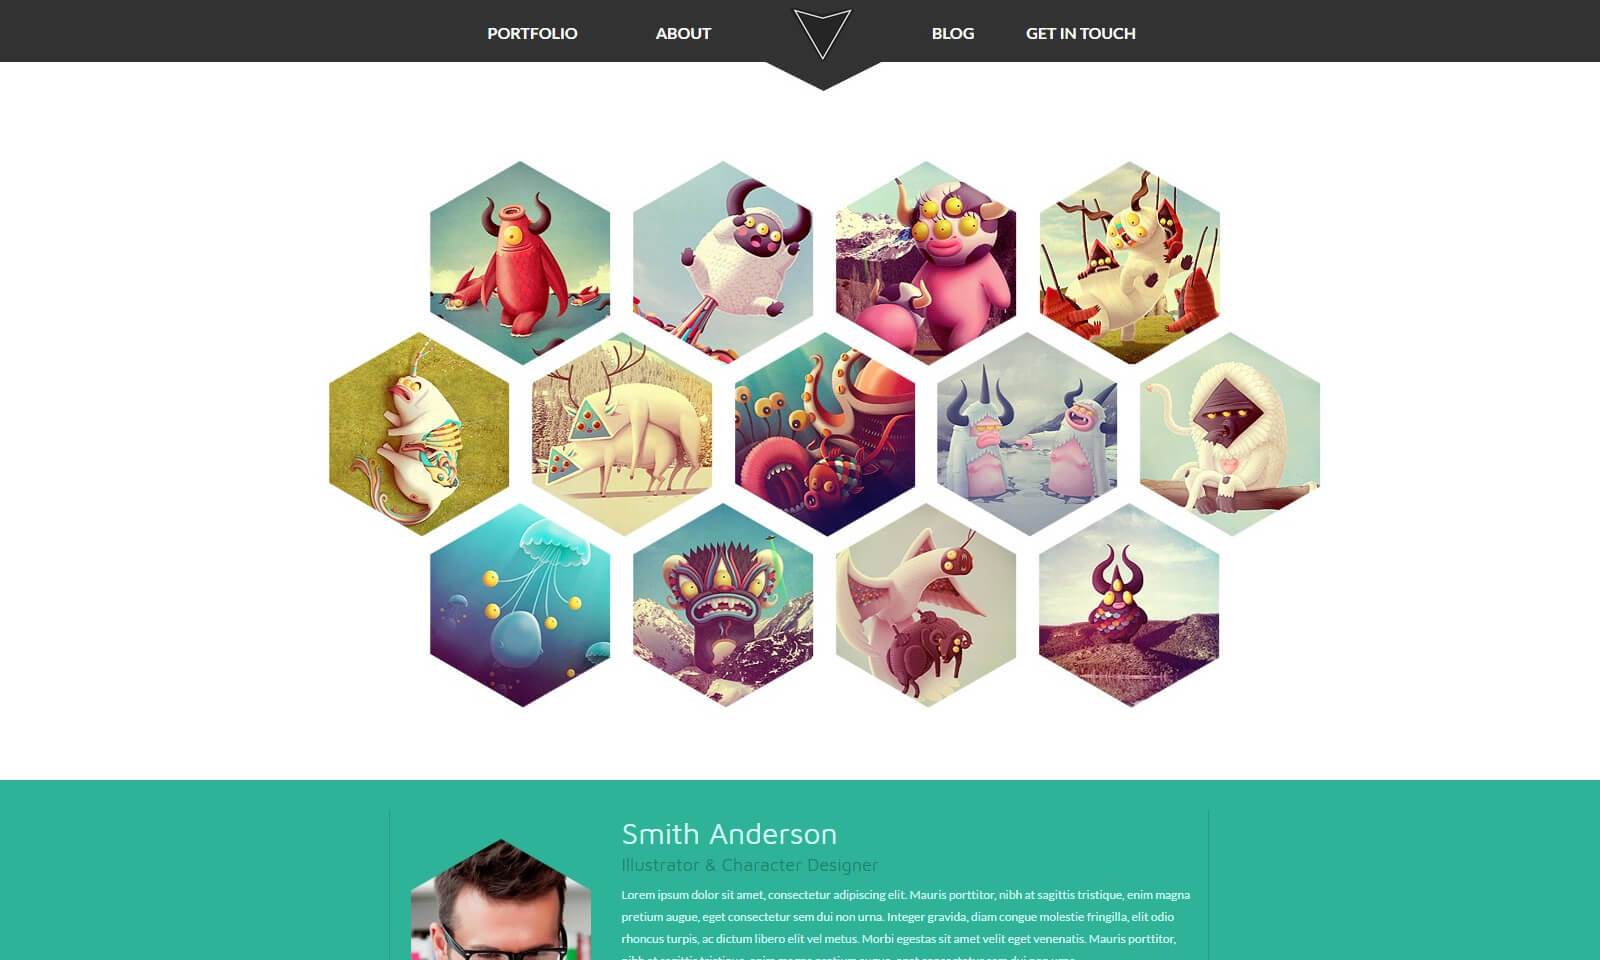 PORTFOLIO ABOUT BLOG GET IN TOUCH
Smith Anderson
Illustrator & Character Designer
Lorem ipsum dolor sit amet, consectetur adipiscing elit. Mauris porttitor, nibh at sagittis tristique, enim magna
pretium augue, eget consectetur sem dui non urna. Integer gravida, diam congue molestie fringilla, elit odio
rhoncus turpis, ac dictum libero elit vel metus. Morbi egestas sit amet velit eget venenatis. Mauris porttitor,